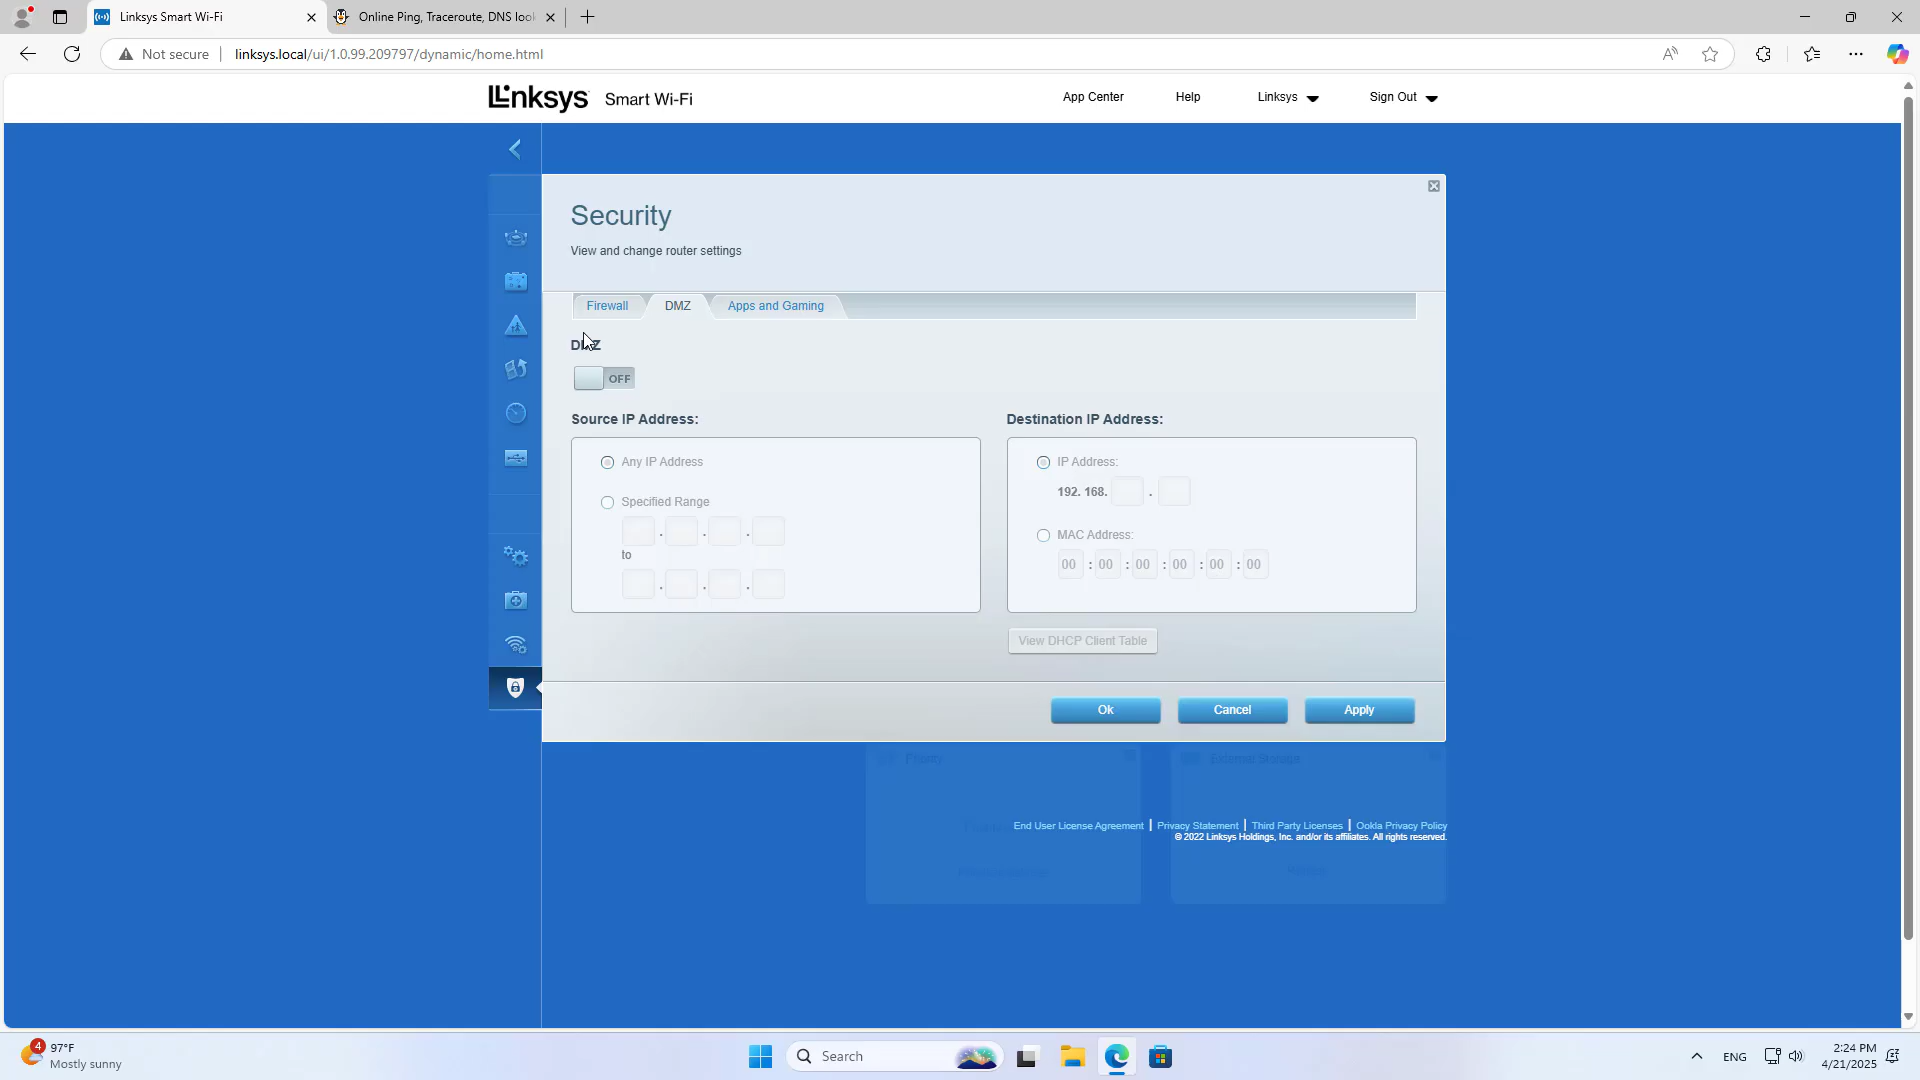 Linksys Smart Wi-Fi
Online Ping, Traceroute, DNS look
Not secure
linksys.local/ui/1.0.99.209797/dynamic/home.html
Linksys Smart Wi-Fi
App Center
Help
Linksys
Sign Out
Security
View and change router settings
Firewall
DMZ
Apps and Gaming
DMZ
OFF
Source IP Address:
Destination IP Address:
Any IP Address
IP Address:
192. 168. .
Specified Range
. . .
to
. . .
MAC Address:
00 : 00 : 00 : 00 : 00 : 00
View DHCP Client Table
Ok
Cancel
Apply
Priority
External Storage
End User License Agreement | Privacy Statement | Third Party Licenses | Ookla Privacy Policy
© 2022 Linksys Holdings, Inc. and/or its affiliates. All rights reserved.
4
97°F
Mostly sunny
Search
ENG
2:24 PM
4/21/2025